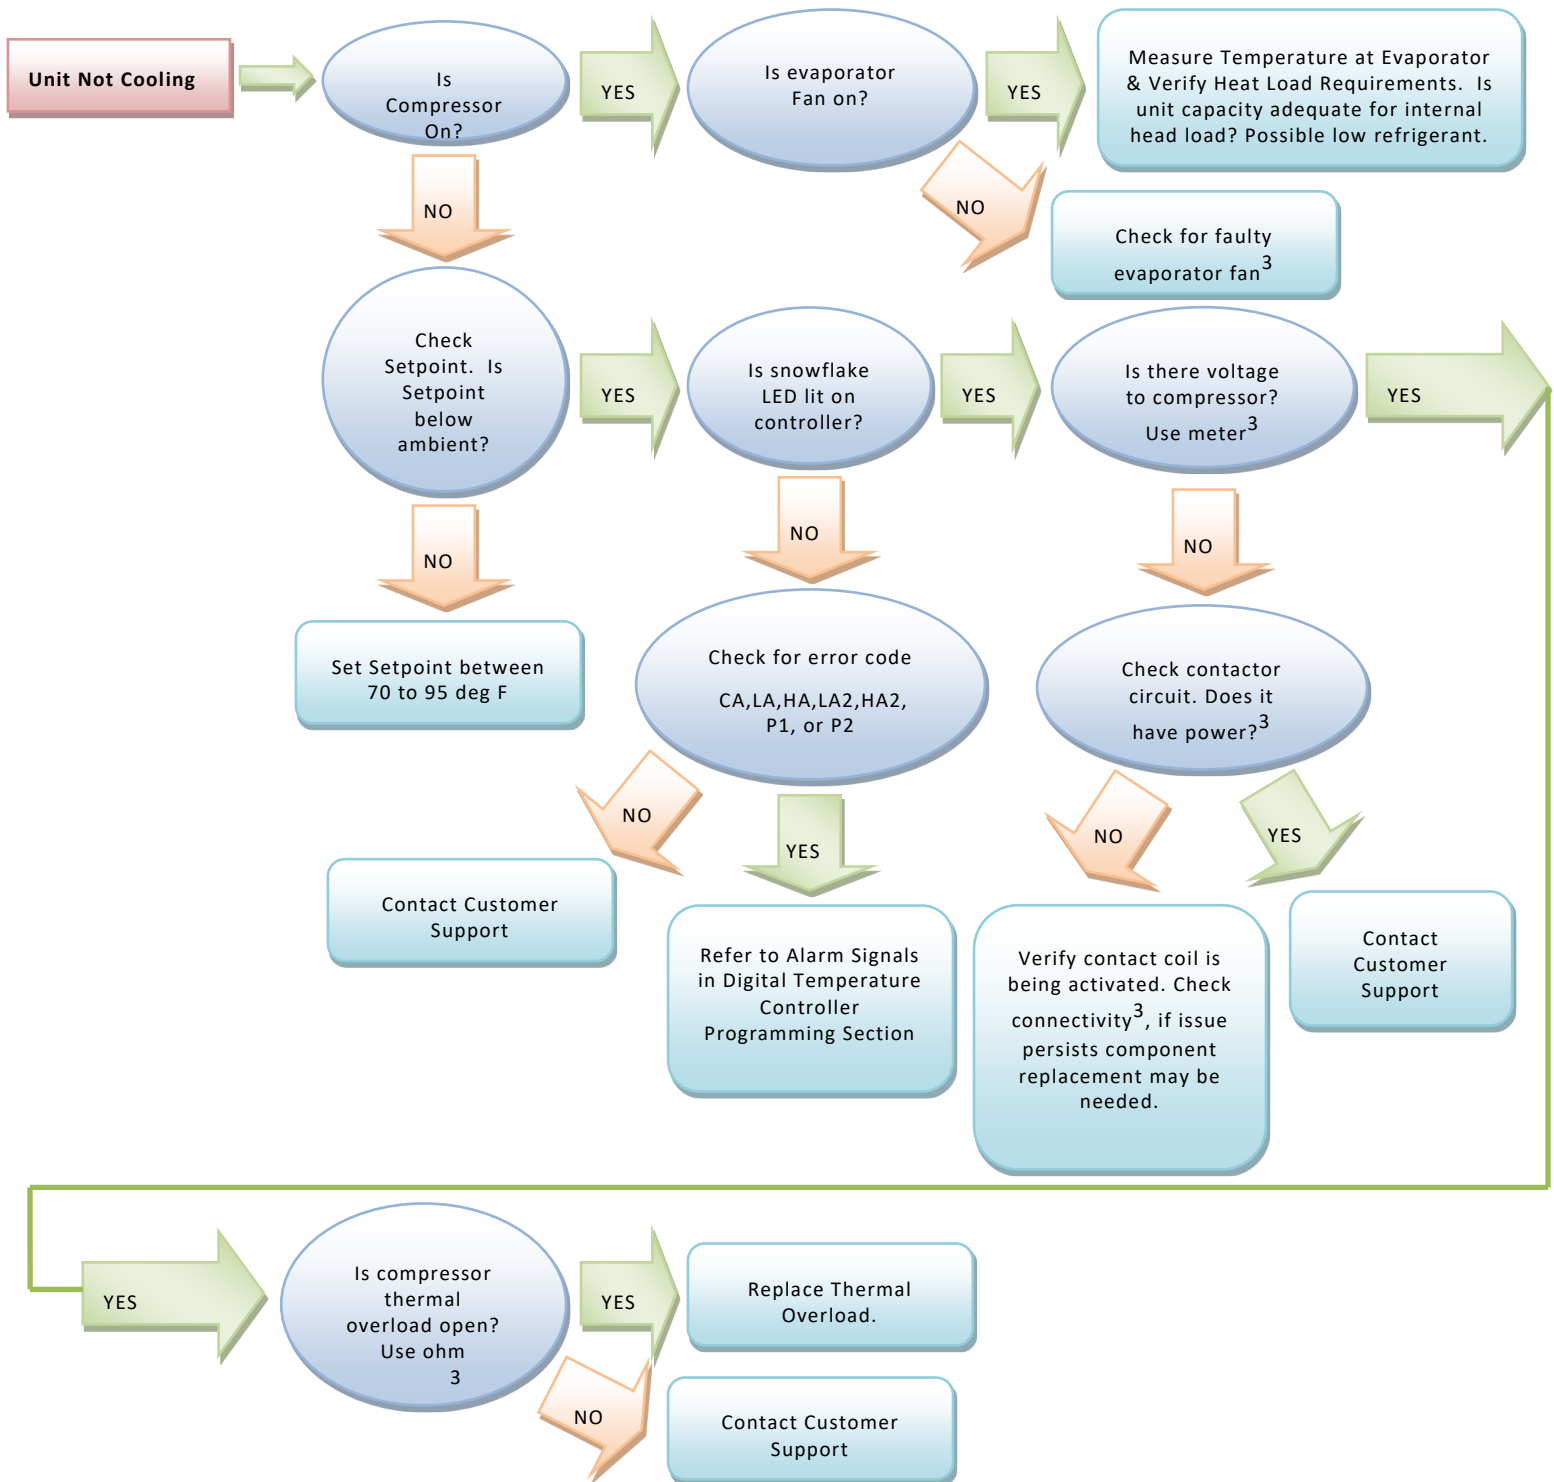 Unit Not Cooling
Is
Compressor
On?
YES
Is evaporator
Fan on?
YES
Measure Temperature at Evaporator
& Verify Heat Load Requirements.  Is
unit capacity adequate for internal
head load? Possible low refrigerant.
NO
NO
Check for faulty
evaporator fan3
Check
Setpoint.  Is
Setpoint
below
ambient?
YES
Is snowflake
LED lit on
controller?
YES
Is there voltage
to compressor?
Use meter3
YES
NO
NO
NO
Set Setpoint between
70 to 95 deg F
Check for error code
CA,LA,HA,LA2,HA2,
P1, or P2
Check contactor
circuit. Does it
have power?3
NO
YES
NO
YES
Contact Customer
Support
Refer to Alarm Signals
in Digital Temperature
Controller
Programming Section
Verify contact coil is
being activated. Check
connectivity3, if issue
persists component
replacement may be
needed.
Contact
Customer
Support
YES
Is compressor
thermal
overload open?
Use ohm
3
YES
Replace Thermal
Overload.
NO
Contact Customer
Support